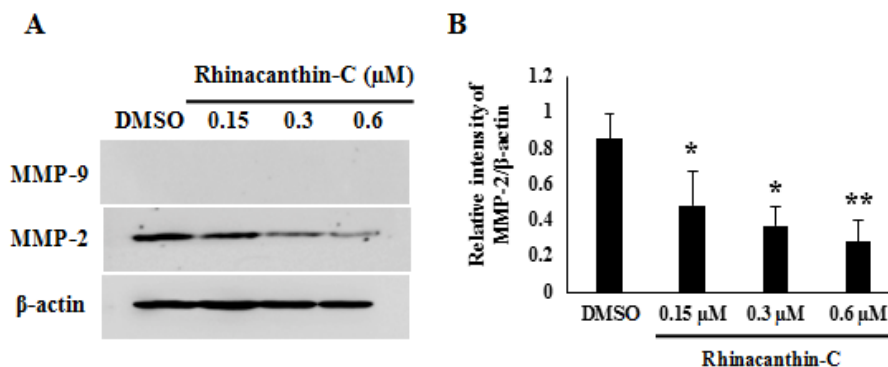 A
Rhinacanthin-C (μM)
DMSO 0.15 0.3 0.6
MMP-9
MMP-2
β-actin
B
Relative intensity of
MMP-2/β-actin
1.2
1
0.8
0.6
0.4
0.2
0
*
*
**
DMSO 0.15 μM 0.3 μM 0.6 μM
Rhinacanthin-C